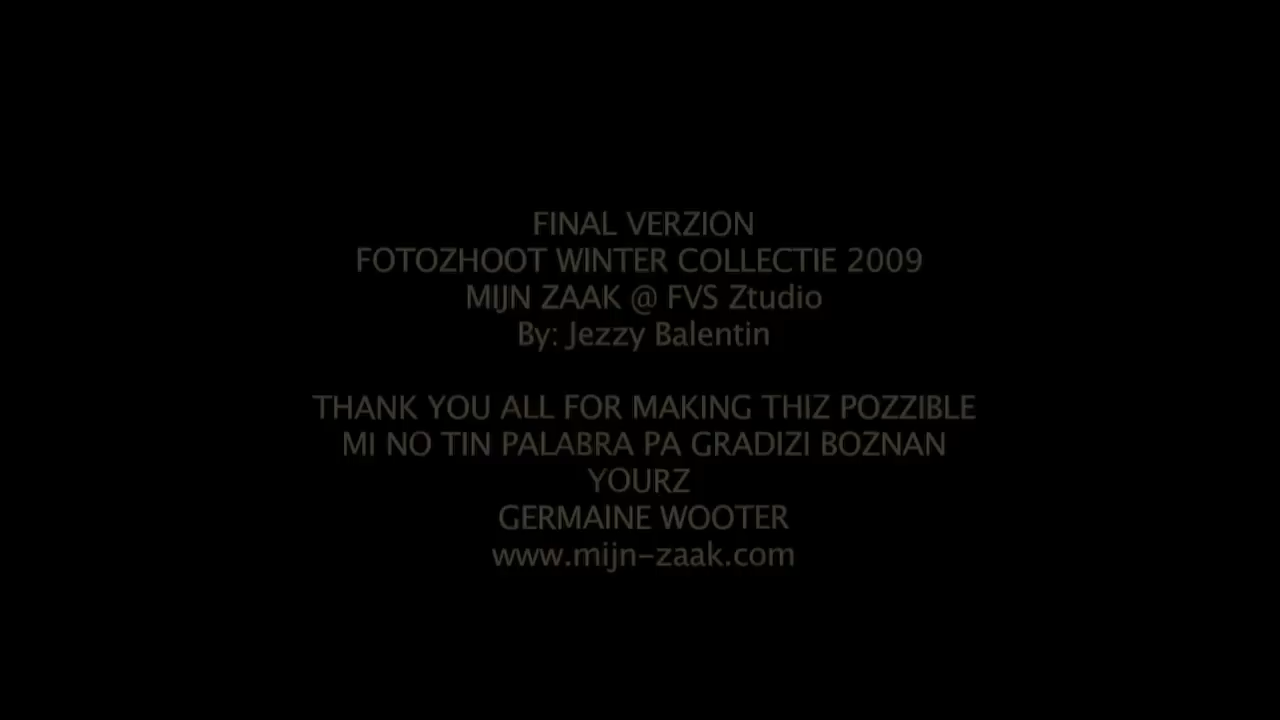 FINAL VERZION
FOTOZHOOT WINTER COLLECTIE 2009
MIJN ZAAK @ FVS Ztudio
By: Jezzy Balentin
THANK YOU ALL FOR MAKING THIZ POZZIBLE
MI NO TIN PALABRA PA GRADIZI BOZNAN
YOURZ
GERMAINE WOOTER
www.mijn-zaak.com